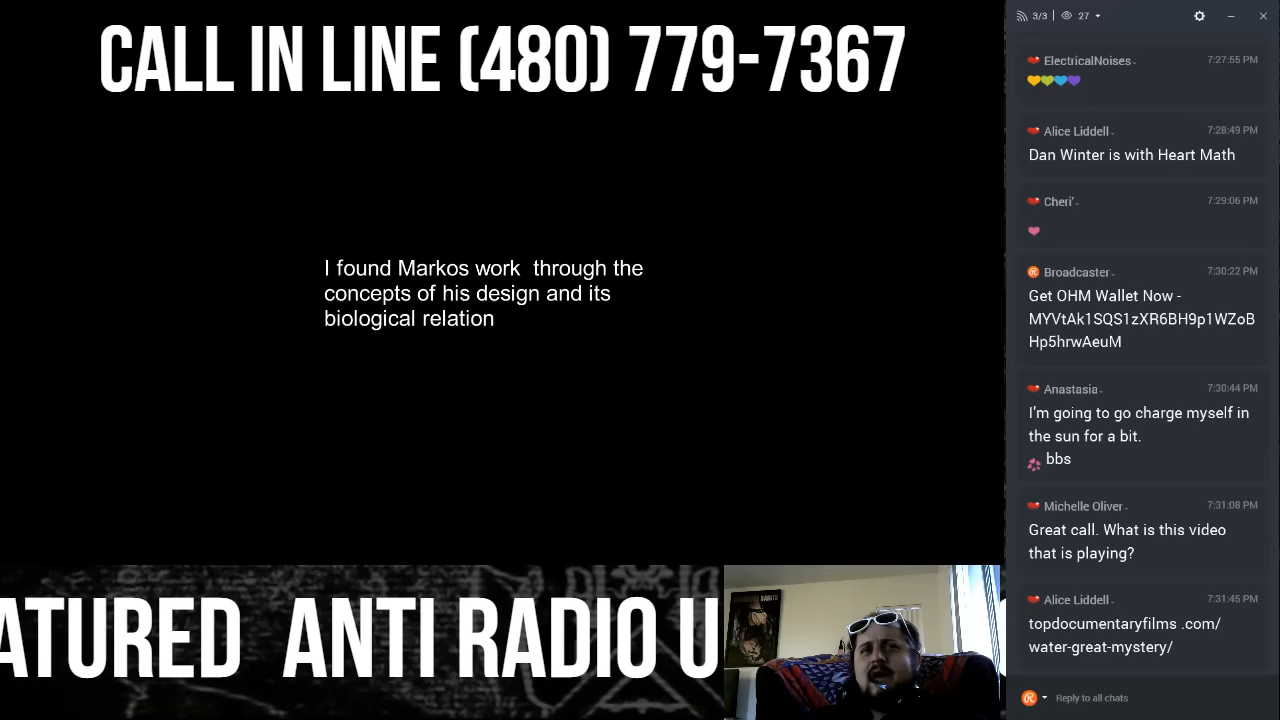 CALL IN LINE (480) 779-7367
I found Markos work  through the
concepts of his design and its
biological relation
ATURED ANTI RADIO U
3/3
27
ElectricalNoises
7:27:55 PM
Alice Liddell
7:28:49 PM
Dan Winter is with Heart Math
Cheri'
7:29:06 PM
Broadcaster
7:30:22 PM
Get OHM Wallet Now -
MYVtAk1SQS1zXR6BH9p1WZoB
Hp5hrwAeuM
Anastasia
7:30:44 PM
I'm going to go charge myself in
the sun for a bit.
bbs
Michelle Oliver
7:31:08 PM
Great call. What is this video
that is playing?
Alice Liddell
7:31:45 PM
topdocumentaryfilms .com/
water-great-mystery/
Reply to all chats